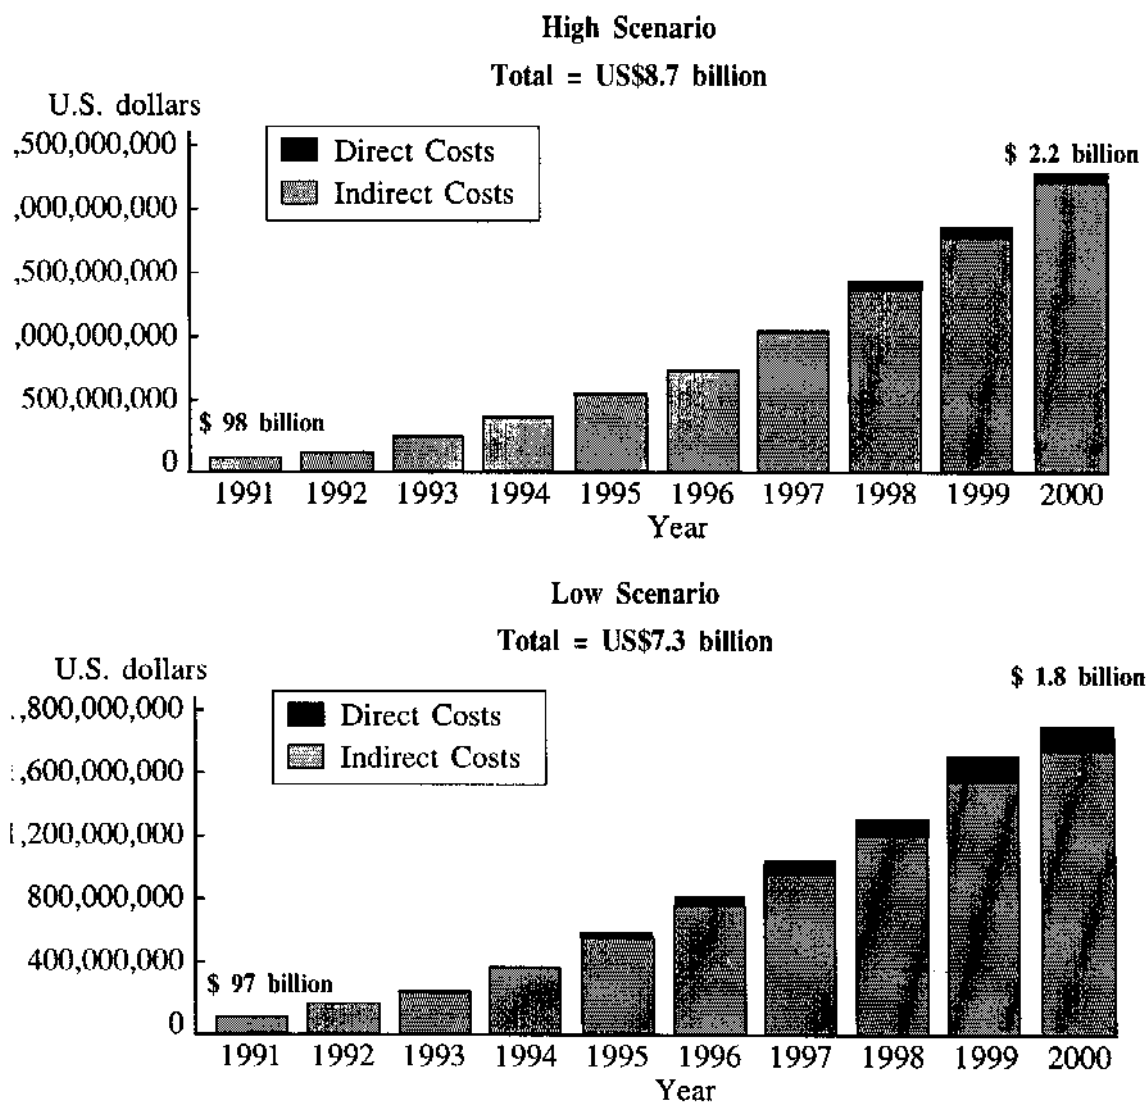 High Scenario
Total = US$8.7 billion
U.S. dollars
,500,000,000
,000,000,000
,500,000,000
,000,000,000
500,000,000
0
Direct Costs
Indirect Costs
$ 98 billion
$ 2.2 billion
1991 1992 1993 1994 1995 1996 1997 1998 1999 2000
Year
Low Scenario
Total = US$7.3 billion
U.S. dollars
,800,000,000
,600,000,000
1,200,000,000
800,000,000
400,000,000
0
Direct Costs
Indirect Costs
$ 97 billion
$ 1.8 billion
1991 1992 1993 1994 1995 1996 1997 1998 1999 2000
Year